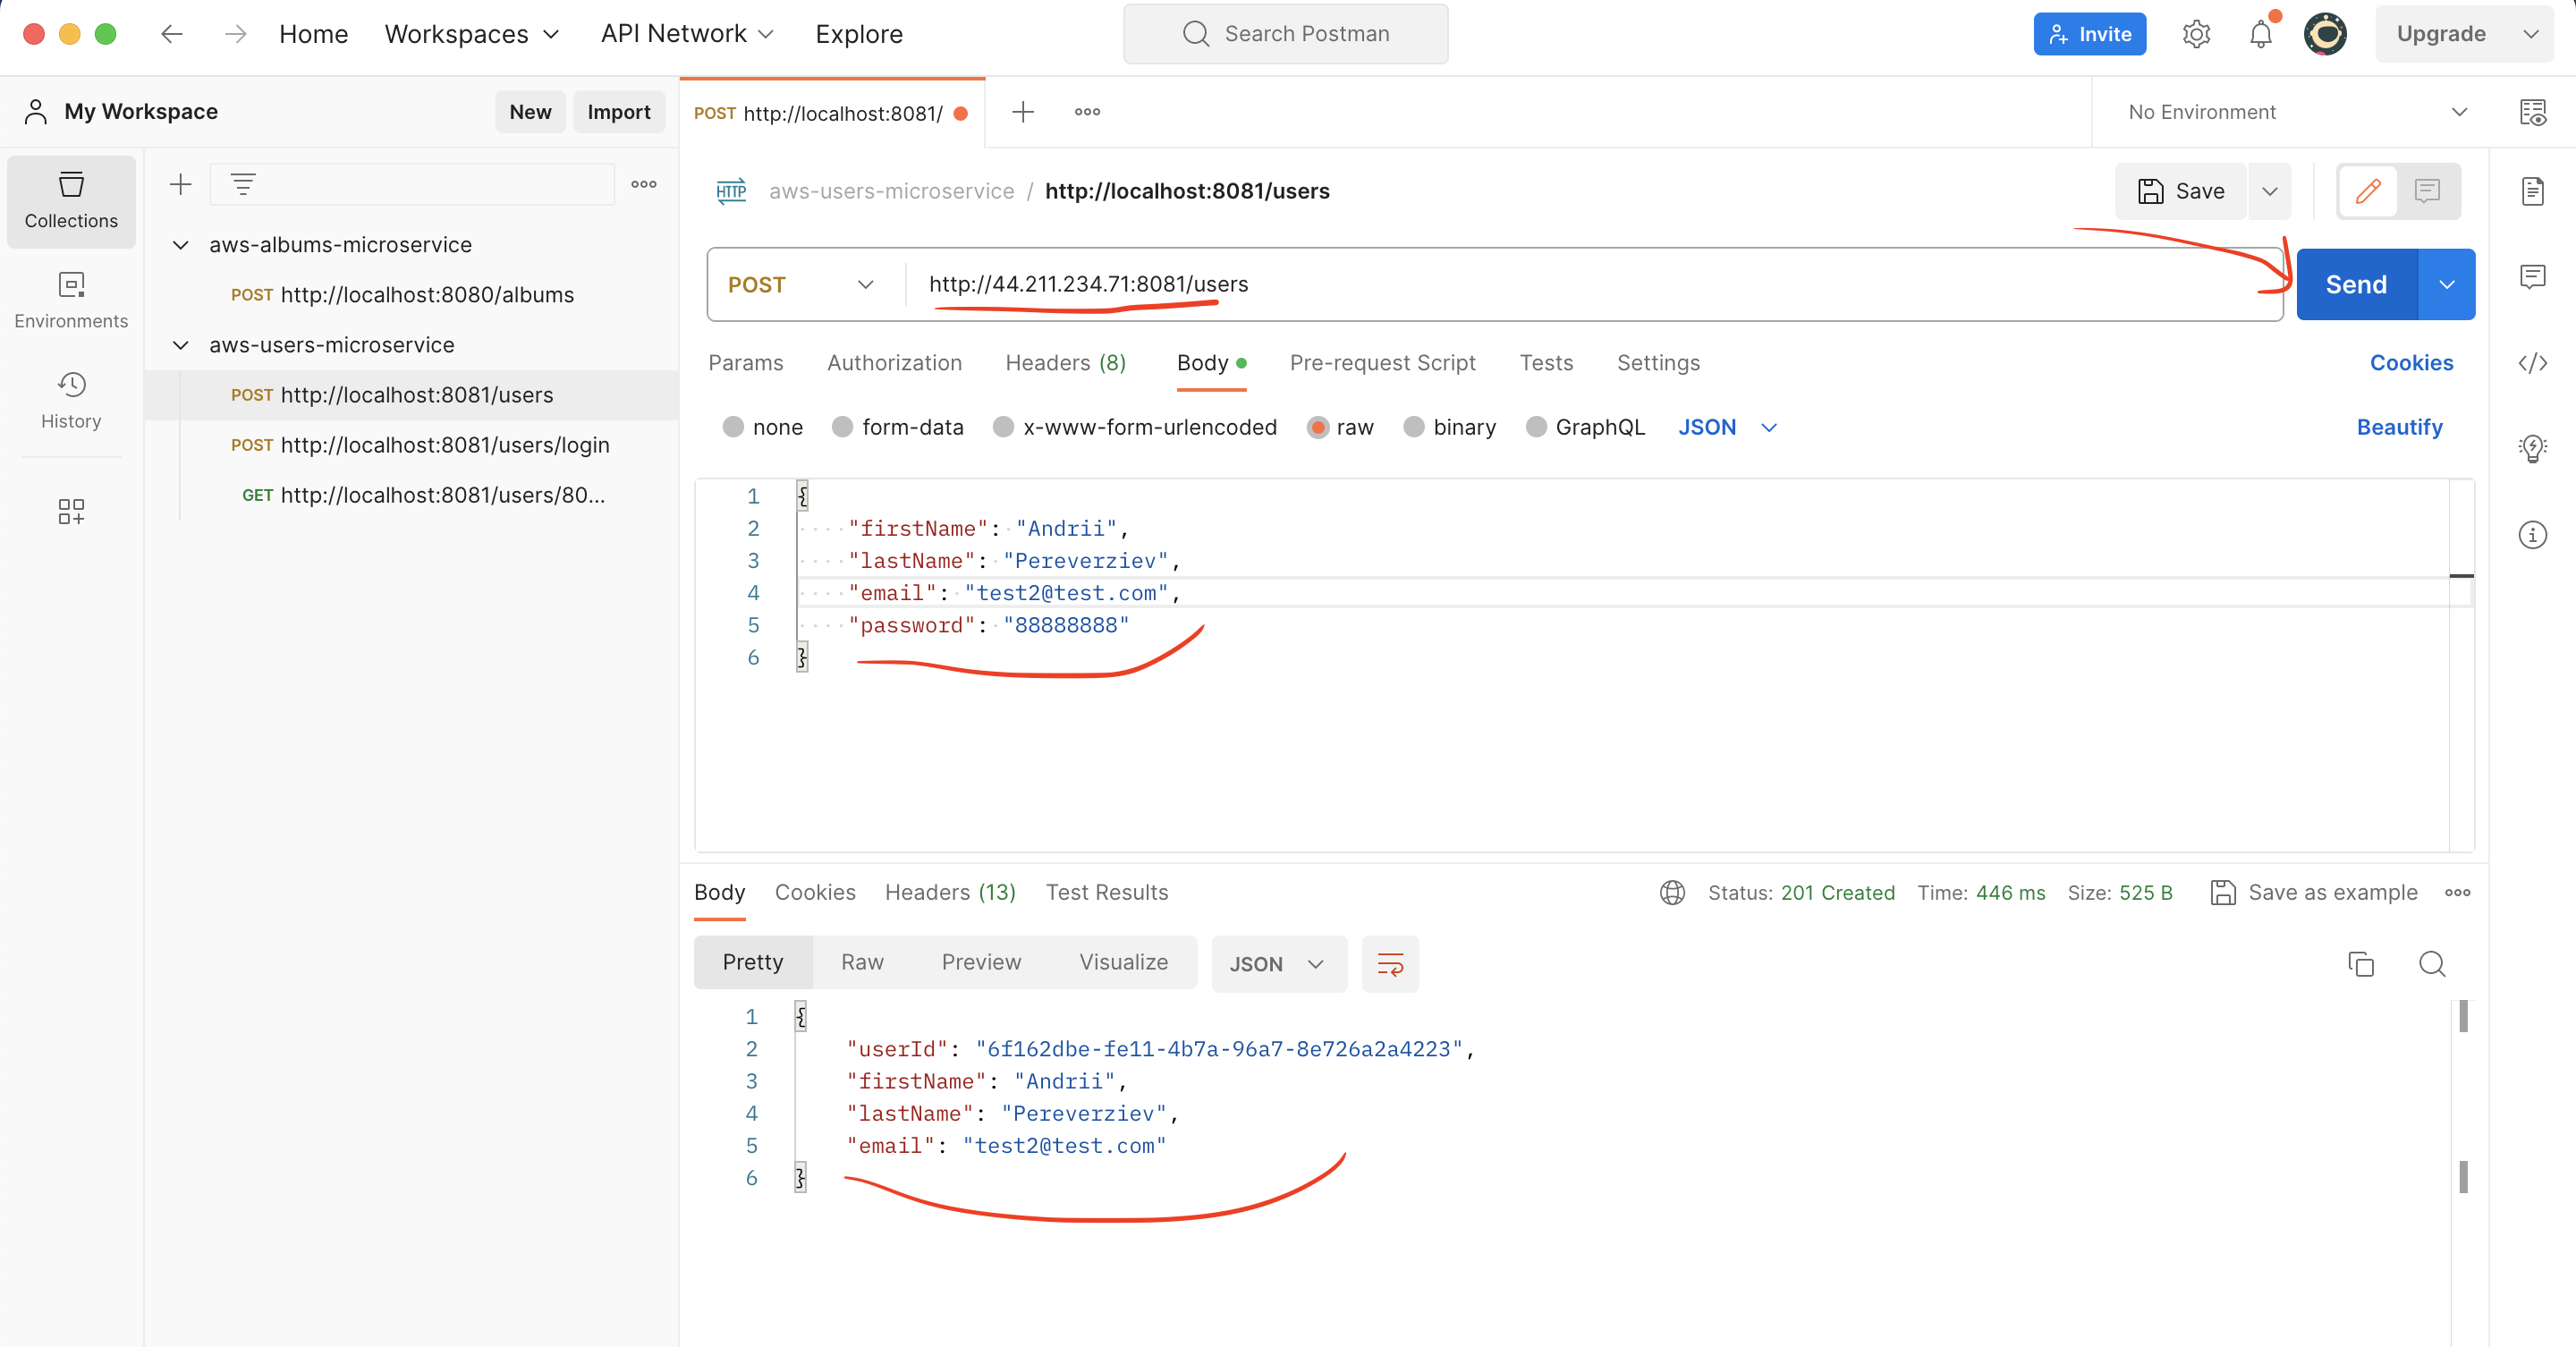 Home Workspaces API Network Explore Search Postman Invite Upgrade
My Workspace New Import
POST http://localhost:8081/ No Environment
Collections
Environments
History
aws-albums-microservice
POST http://localhost:8080/albums
aws-users-microservice
POST http://localhost:8081/users
POST http://localhost:8081/users/login
GET http://localhost:8081/users/80...
HTTP aws-users-microservice / http://localhost:8081/users Save
POST http://44.211.234.71:8081/users Send
Params Authorization Headers (8) Body Pre-request Script Tests Settings Cookies
none form-data x-www-form-urlencoded raw binary GraphQL JSON Beautify
1 {
2 "firstName": "Andrii",
3 "lastName": "Pereverziev",
4 "email": "test2@test.com",
5 "password": "88888888"
6 }
Body Cookies Headers (13) Test Results Status: 201 Created Time: 446 ms Size: 525 B Save as example
Pretty Raw Preview Visualize JSON
1 {
2 "userId": "6f162dbe-fe11-4b7a-96a7-8e726a2a4223",
3 "firstName": "Andrii",
4 "lastName": "Pereverziev",
5 "email": "test2@test.com"
6 }